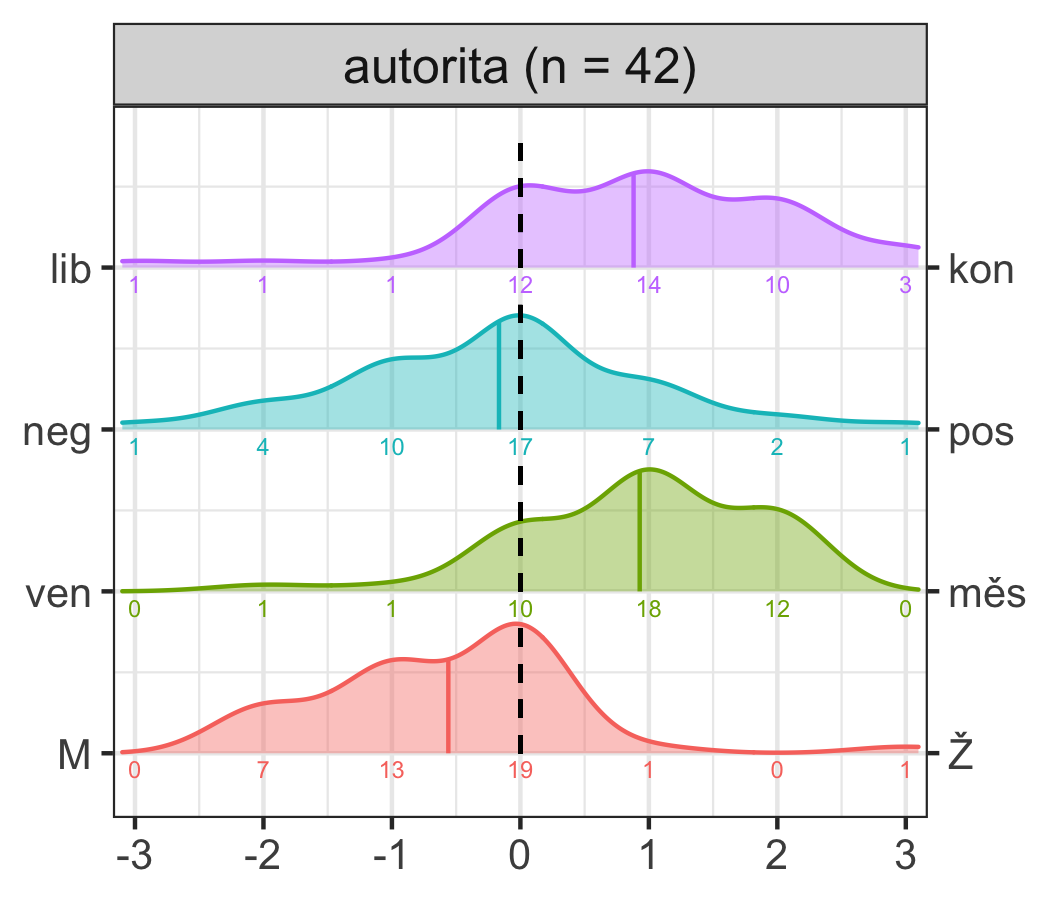 autorita (n = 42)
lib kon
1 1 1 12 14 10 3
neg pos
1 4 10 17 7 2 1
ven měs
0 1 1 10 18 12 0
M Ž
0 7 13 19 1 0 1
-3 -2 -1 0 1 2 3